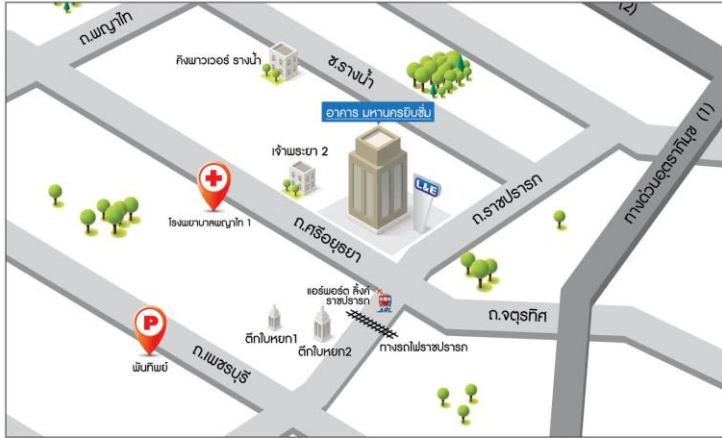 ถ.พญาไท
(2)
คิงพาวเวอร์ รางน้ำ
ซ.รางน้ำ
อาคาร มหานครยิบซั่ม
เจ้าพระยา 2
L&E
ทางด่วนอุตราภิมุข (1)
ถ.ราชปรารภ
โรงพยาบาลพญาไท 1
ถ.ศรีอยุธยา
แอร์พอร์ต ลิ้งค์
ราชปรารภ
ARL
ถ.จตุรทิศ
ตึกใบหยก1
ตึกใบหยก2
ทางรถไฟราชปรารภ
P
พันทิพย์
ถ.เพชรบุรี